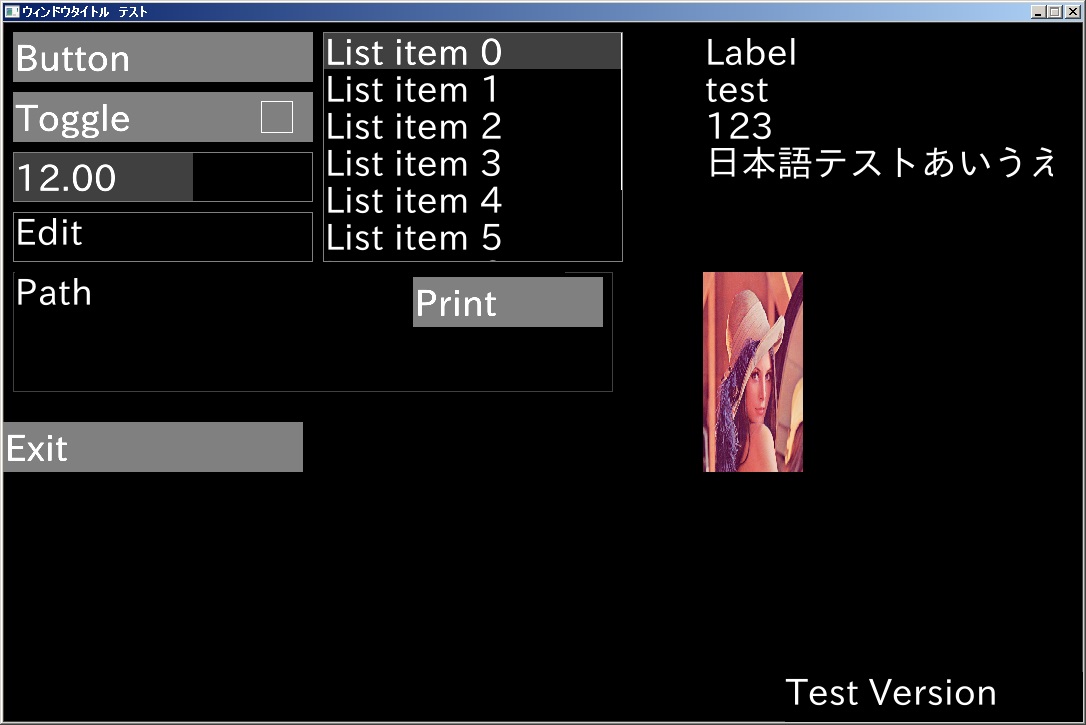 ウィンドウタイトル テスト
Button
Toggle
12.00
Edit
List item 0
List item 1
List item 2
List item 3
List item 4
List item 5
Label
test
123
日本語テストあいうえ
Path
Print
Exit
Test Version